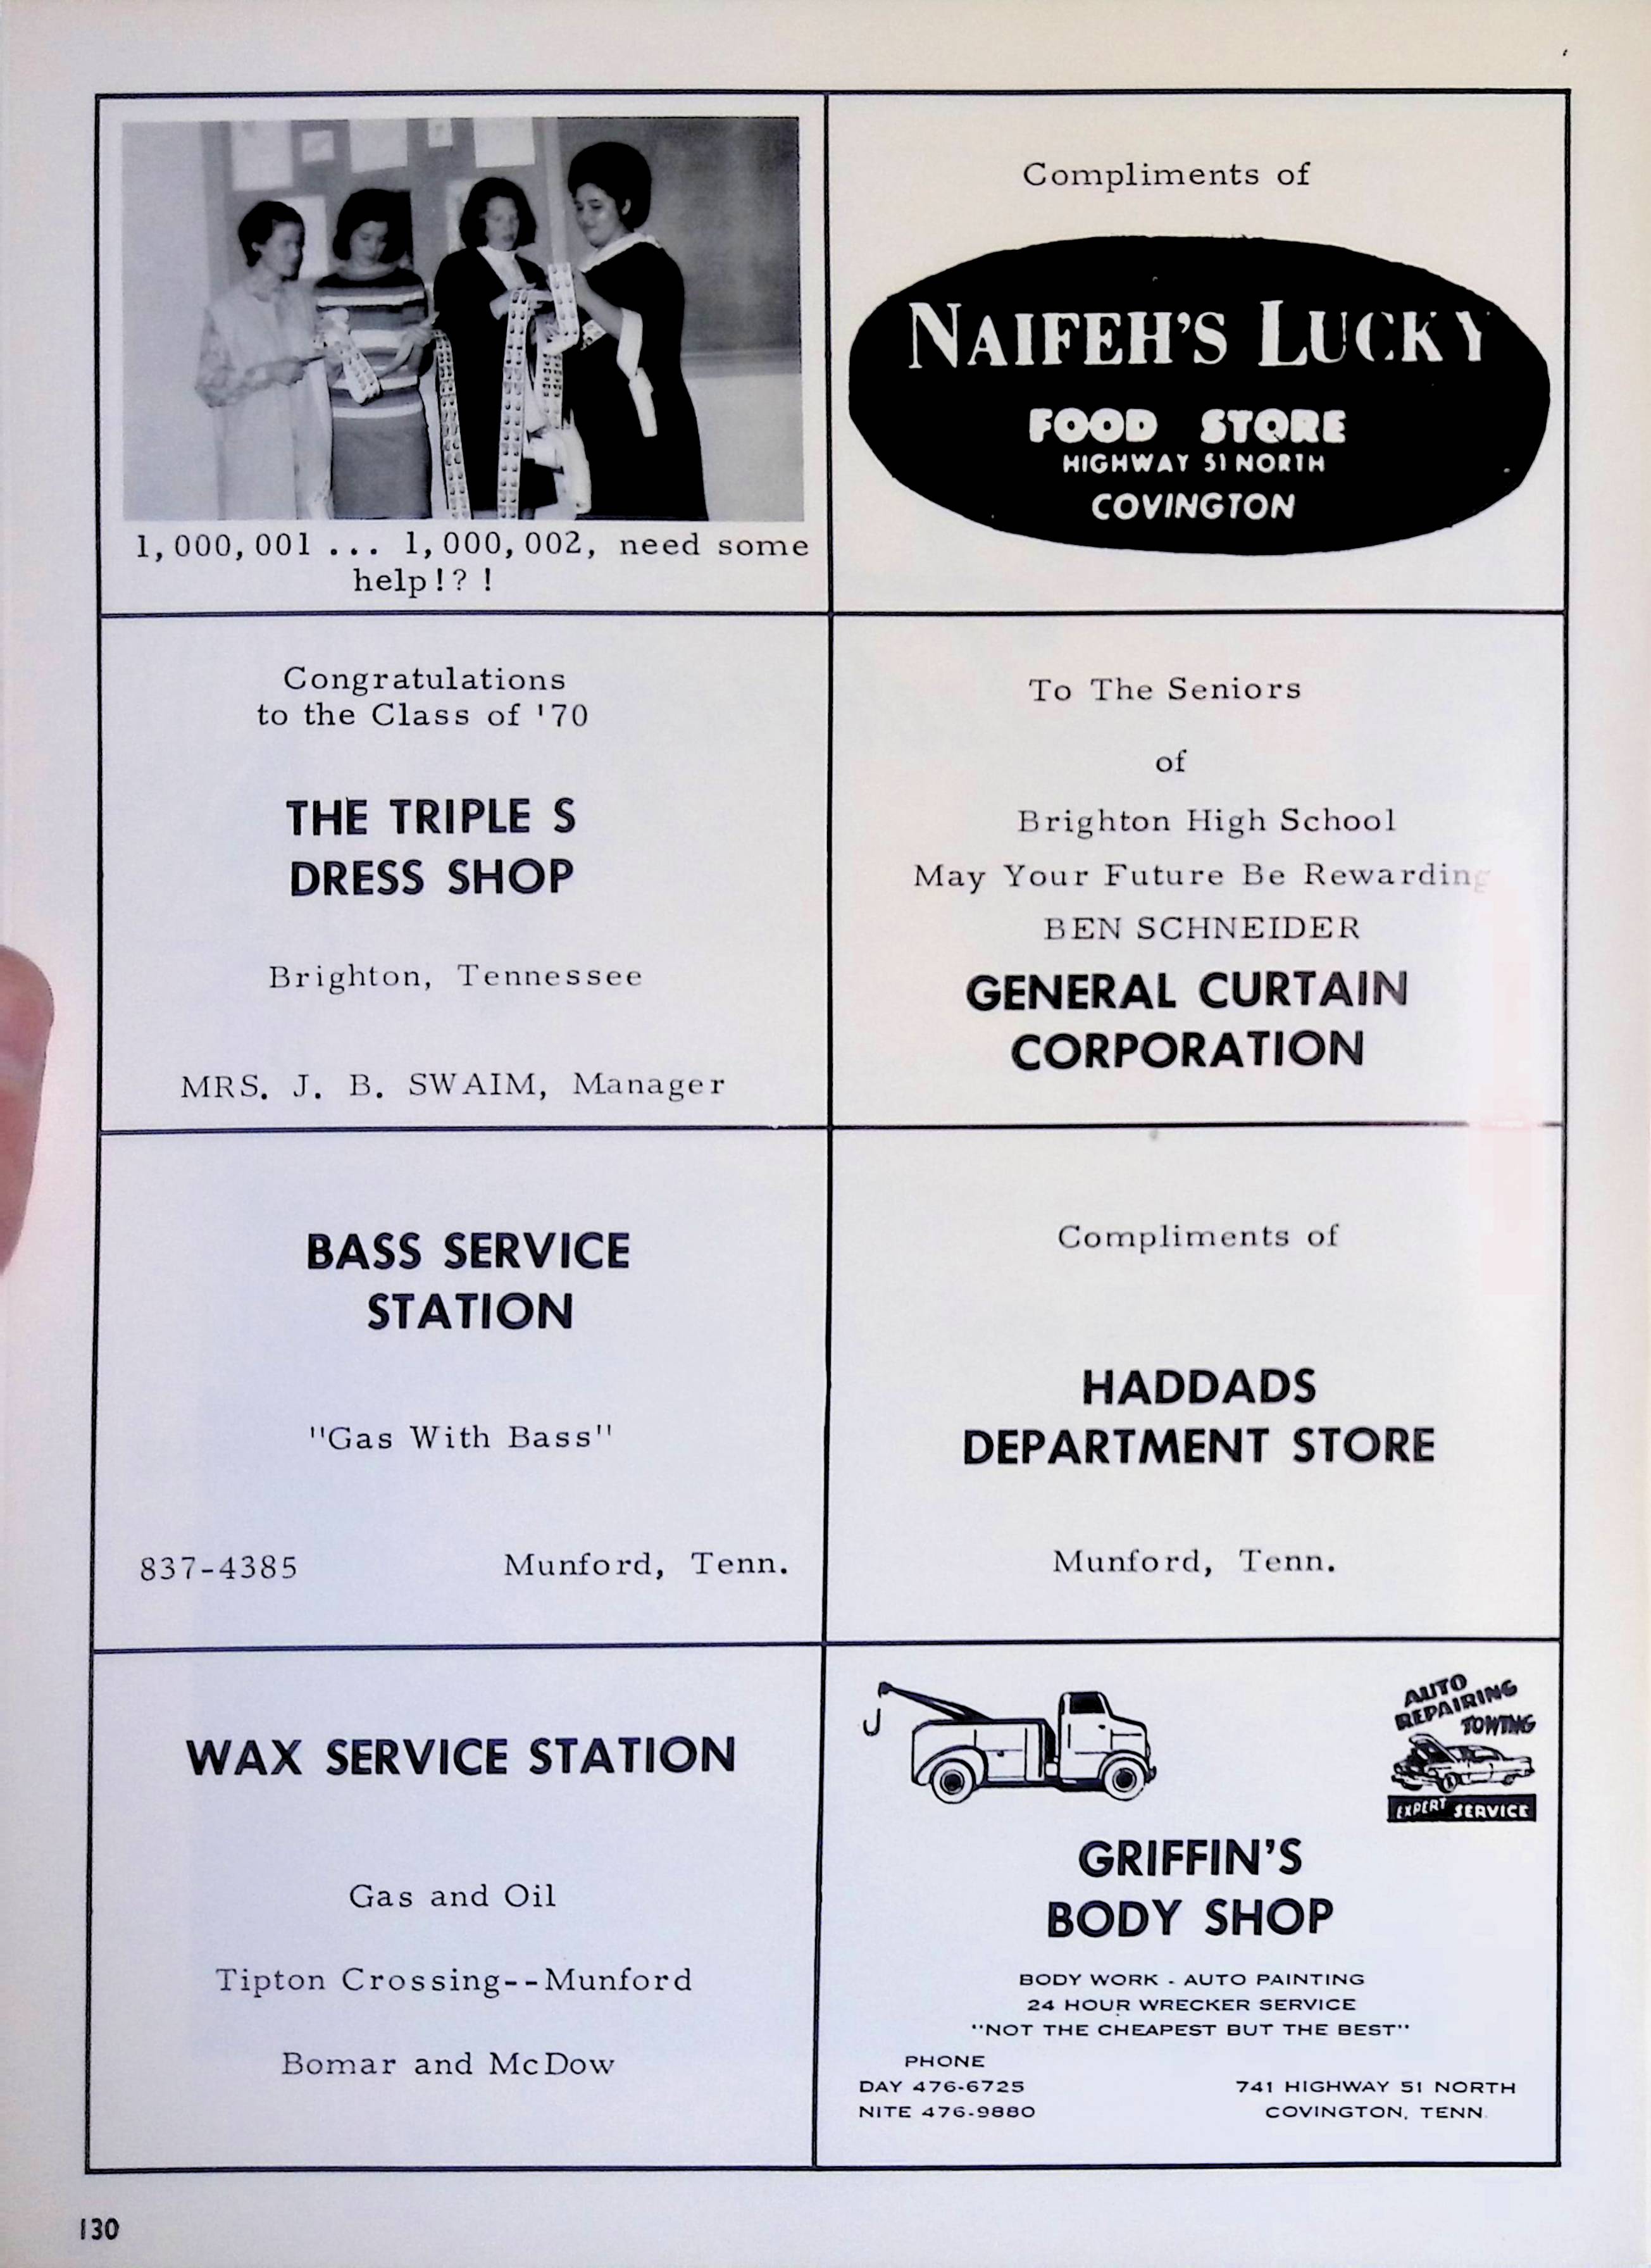 1,000,001 ... 1,000,002, need some
help!?!
Compliments of
NAIFEH'S LUCKY
FOOD STORE
HIGHWAY 51 NORTH
COVINGTON
Congratulations
to the Class of '70
THE TRIPLE S
DRESS SHOP
Brighton, Tennessee
MRS. J. B. SWAIM, Manager
To The Seniors
of
Brighton High School
May Your Future Be Rewarding
BEN SCHNEIDER
GENERAL CURTAIN
CORPORATION
BASS SERVICE
STATION
"Gas With Bass"
837-4385 Munford, Tenn.
Compliments of
HADDADS
DEPARTMENT STORE
Munford, Tenn.
WAX SERVICE STATION
Gas and Oil
Tipton Crossing--Munford
Bomar and McDow
AUTO
REPAIRING
TOWING
EXPERT SERVICE
GRIFFIN'S
BODY SHOP
BODY WORK - AUTO PAINTING
24 HOUR WRECKER SERVICE
"NOT THE CHEAPEST BUT THE BEST"
PHONE
DAY 476-6725 741 HIGHWAY 51 NORTH
NITE 476-9880 COVINGTON, TENN.
130